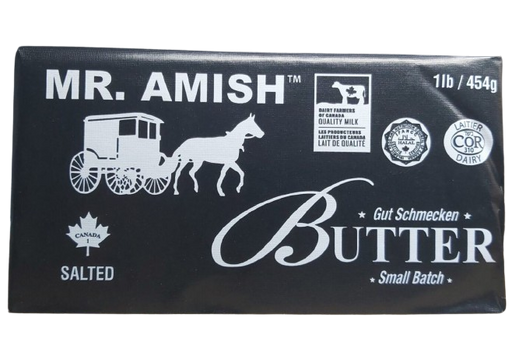 MR. AMISH™
1lb / 454g
DAIRY FARMERS
OF CANADA
QUALITY MILK
LES PRODUCTEURS
LAITIERS DU CANADA
LAIT DE QUALITÉ
HALAL
LAITIER
COR
310
DAIRY
Gut Schmecken
BUTTER
Small Batch
CANADA
1
SALTED